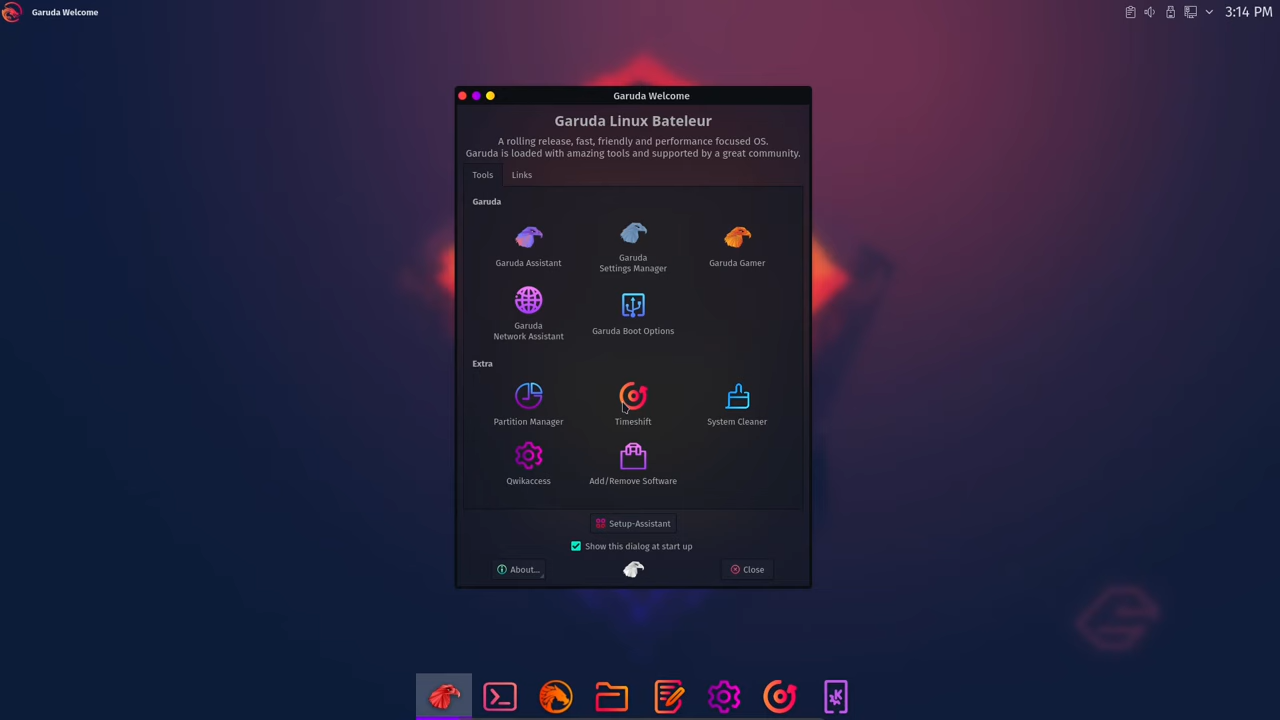 Garuda Welcome
3:14 PM
Garuda Welcome
Garuda Linux Bateleur
A rolling release, fast, friendly and performance focused OS.
Garuda is loaded with amazing tools and supported by a great community.
Tools Links
Garuda
Garuda Assistant
Garuda
Settings Manager
Garuda Gamer
Garuda
Network Assistant
Garuda Boot Options
Extra
Partition Manager
Timeshift
System Cleaner
Qwikaccess
Add/Remove Software
Setup-Assistant
Show this dialog at start up
About...
Close